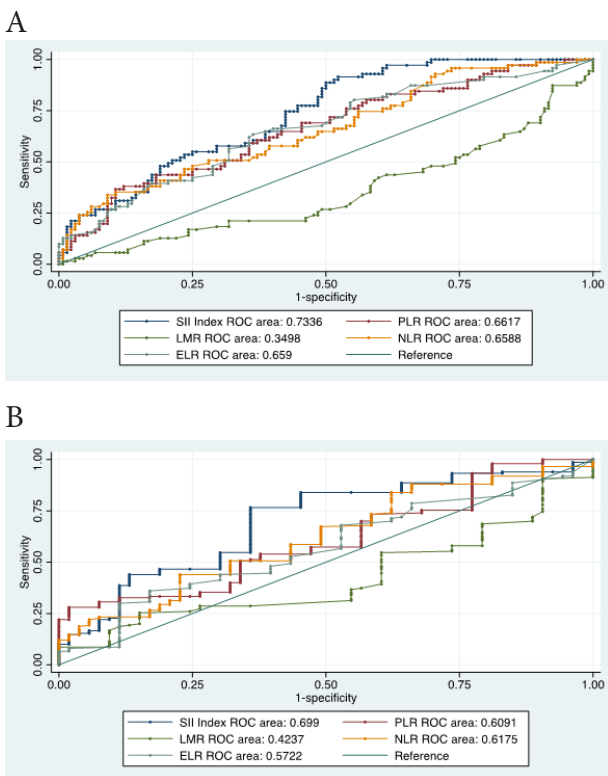 A
Sensitivity
1.00
0.75
0.50
0.25
0.00
0.00 0.25 0.50 0.75 1.00
1-specificity
SII Index ROC area: 0.7336 PLR ROC area: 0.6617
LMR ROC area: 0.3498 NLR ROC area: 0.6588
ELR ROC area: 0.659 Reference
B
Sensitivity
1.00
0.75
0.50
0.25
0.00
0.00 0.25 0.50 0.75 1.00
1-specificity
SII Index ROC area: 0.699 PLR ROC area: 0.6091
LMR ROC area: 0.4237 NLR ROC area: 0.6175
ELR ROC area: 0.5722 Reference